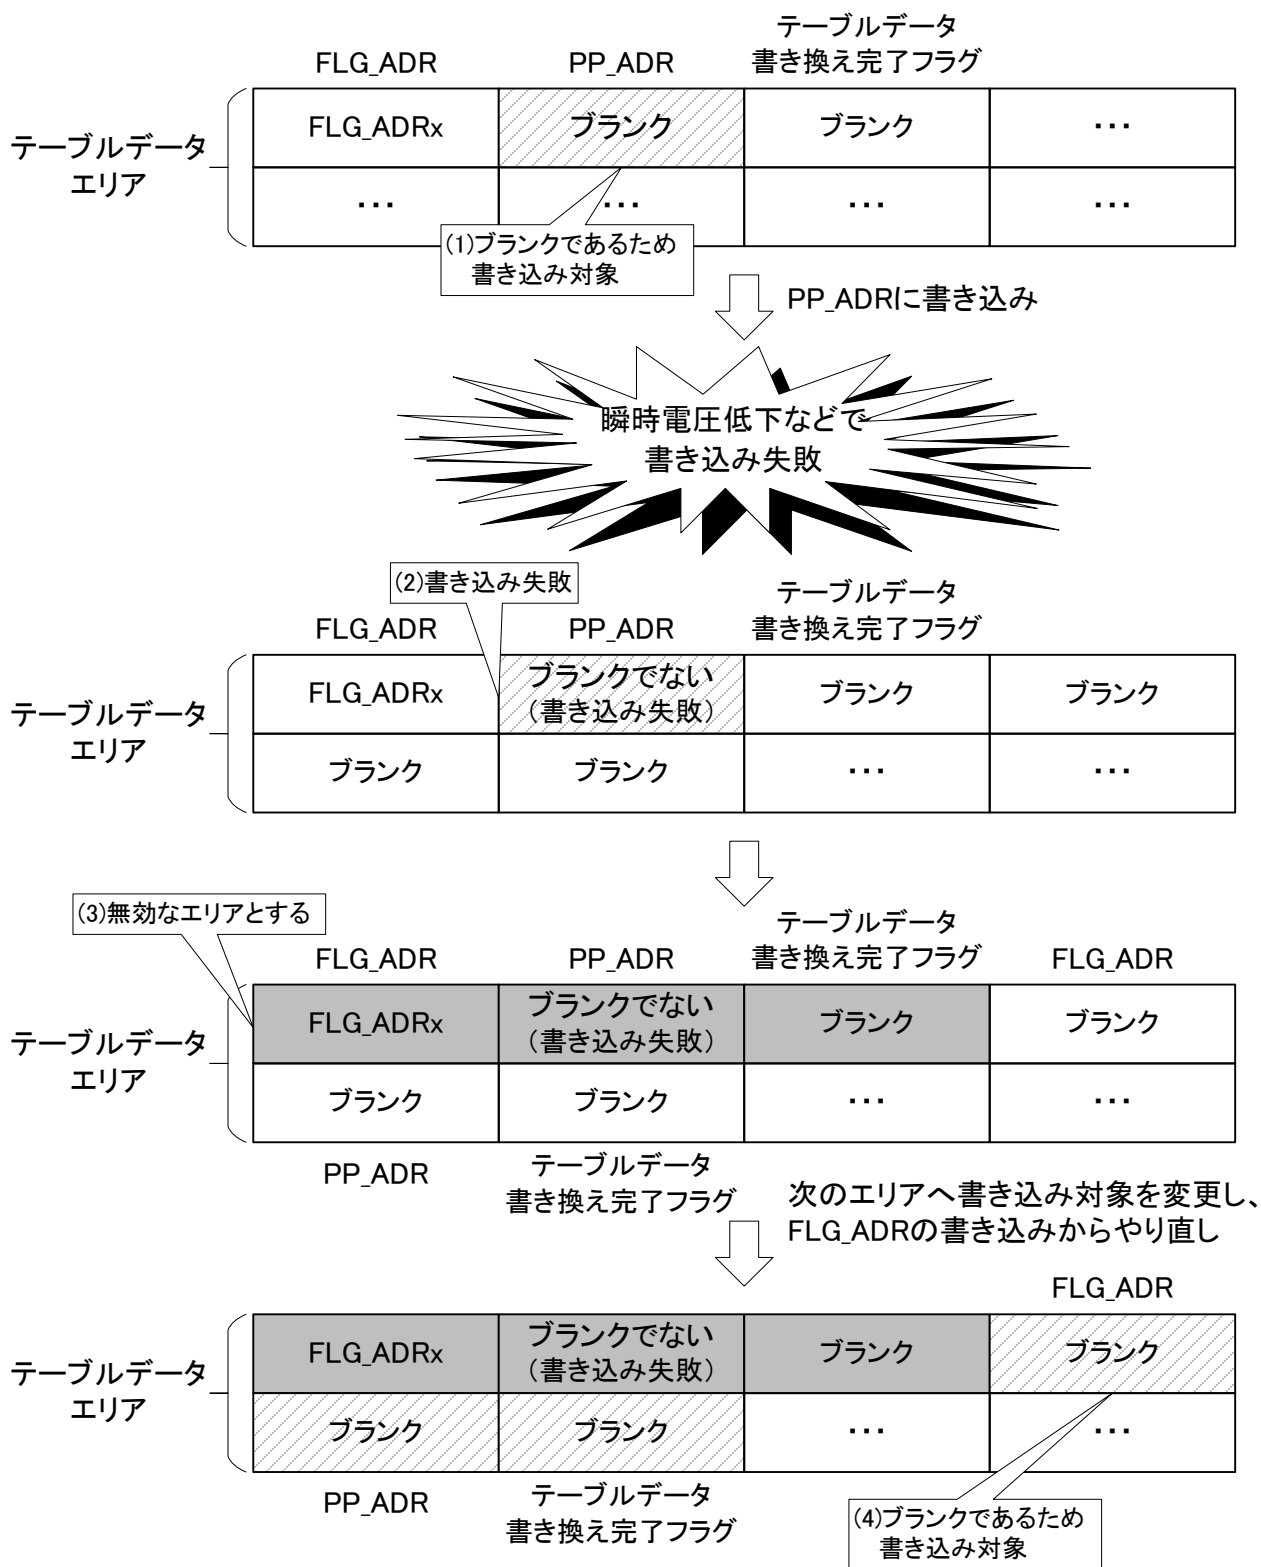 テーブルデータ
FLG_ADR PP_ADR 書き換え完了フラグ
テーブルデータ
エリア
FLG_ADRx ブランク ブランク ・・・
・・・ ・・・ ・・・ ・・・
(1)ブランクであるため
書き込み対象
PP_ADRに書き込み
瞬時電圧低下などで
書き込み失敗
(2)書き込み失敗
テーブルデータ
FLG_ADR PP_ADR 書き換え完了フラグ
テーブルデータ
エリア
FLG_ADRx ブランクでない ブランク ブランク
(書き込み失敗)
ブランク ブランク ・・・ ・・・
(3)無効なエリアとする
テーブルデータ
FLG_ADR PP_ADR 書き換え完了フラグ FLG_ADR
テーブルデータ
エリア
FLG_ADRx ブランクでない ブランク ブランク
(書き込み失敗)
ブランク ブランク ・・・ ・・・
PP_ADR テーブルデータ
書き換え完了フラグ
次のエリアへ書き込み対象を変更し、
FLG_ADRの書き込みからやり直し
FLG_ADR
テーブルデータ
エリア
FLG_ADRx ブランクでない ブランク ブランク
(書き込み失敗)
ブランク ブランク ・・・ ・・・
PP_ADR テーブルデータ
書き換え完了フラグ
(4)ブランクであるため
書き込み対象